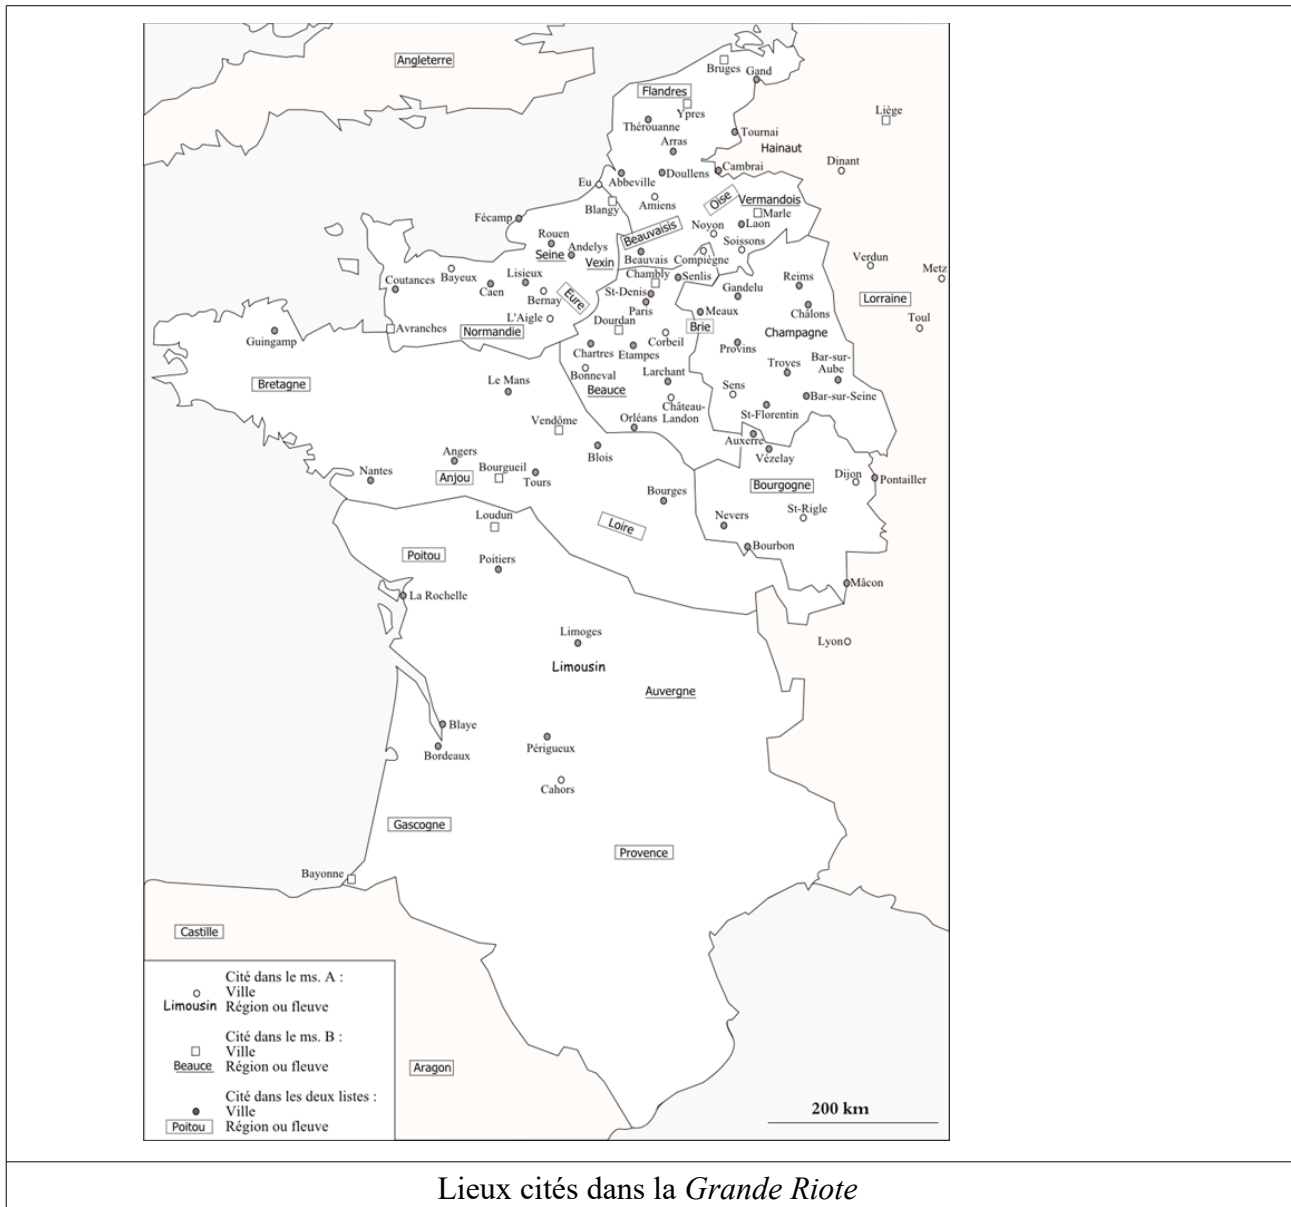 Angleterre
Bruges
Gand
Flandres
Ypres
Liège
Thérouanne
Tournai
Arras
Hainaut
Dinant
Cambrai
Eu
Abbeville
Doullens
Amiens
Oise
Vermandois
Blangy
Marle
Fécamp
Noyon
Laon
Rouen
Beauvaisis
Soissons
Andelys
Seine
Vexin
Beauvais
Compiègne
Verdun
Metz
Coutances
Bayeux
Lisieux
Chambly
Senlis
Reims
Caen
Bernay
Eure
St-Denis
Gandelu
Lorraine
Paris
Meaux
Châlons
L'Aigle
Dourdan
Toul
Guingamp
Avranches
Normandie
Corbeil
Brie
Champagne
Chartres
Etampes
Provins
Bretagne
Le Mans
Bonneval
Larchant
Troyes
Bar-sur-
Aube
Beauce
Sens
Château-
Landon
Bar-sur-Seine
Vendôme
Orléans
St-Florentin
Auxerre
Angers
Blois
Vézelay
Nantes
Bourgueil
Anjou
Tours
Dijon
Pontailler
Bourges
Bourgogne
Loudun
Loire
Nevers
St-Rigle
Poitou
Poitiers
Bourbon
Mâcon
La Rochelle
Limoges
Lyon
Limousin
Auvergne
Blaye
Bordeaux
Périgueux
Cahors
Gascogne
Provence
Bayonne
Castille
Cité dans le ms. A :
Ville
Limousin Région ou fleuve
Cité dans le ms. B :
Ville
Beauce Région ou fleuve
Cité dans les deux listes :
Ville
Poitou Région ou fleuve
Aragon
200 km
Lieux cités dans la Grande Riote